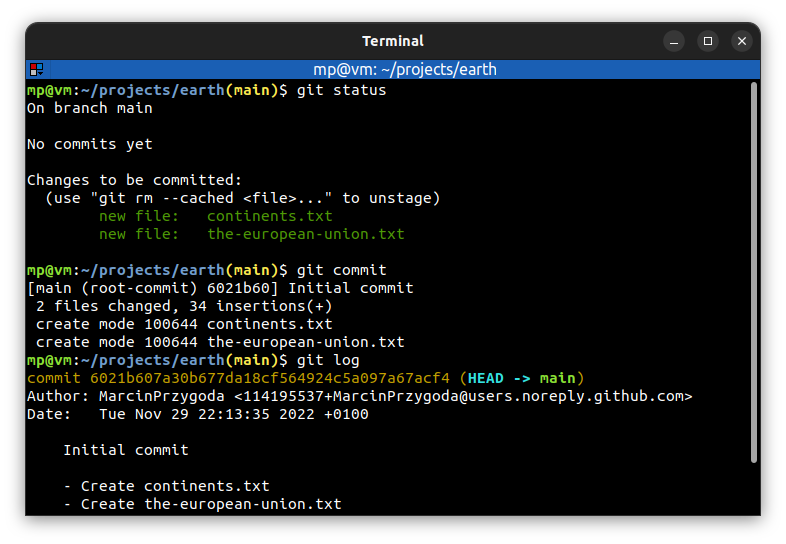 Terminal
mp@vm: ~/projects/earth
mp@vm:~/projects/earth(main)$ git status
On branch main
No commits yet
Changes to be committed:
  (use "git rm --cached <file>..." to unstage)
        new file:   continents.txt
        new file:   the-european-union.txt
mp@vm:~/projects/earth(main)$ git commit
[main (root-commit) 6021b60] Initial commit
 2 files changed, 34 insertions(+)
 create mode 100644 continents.txt
 create mode 100644 the-european-union.txt
mp@vm:~/projects/earth(main)$ git log
commit 6021b607a30b677da18cf564924c5a097a67acf4 (HEAD -> main)
Author: MarcinPrzygoda <114195537+MarcinPrzygoda@users.noreply.github.com>
Date:   Tue Nov 29 22:13:35 2022 +0100
    Initial commit
    - Create continents.txt
    - Create the-european-union.txt